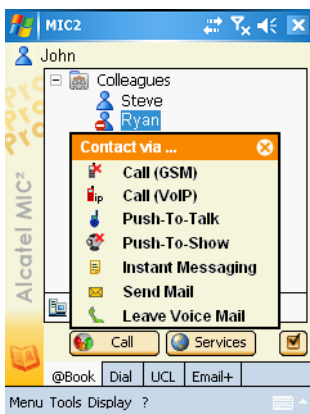 MIC2
John
Colleagues
Steve
Ryan
Contact via ...
Call (GSM)
Call (VoIP)
ip
Push-To-Talk
Push-To-Show
Instant Messaging
Send Mail
Leave Voice Mail
Alcatel MIC²
Call
Services
@Book Dial UCL Email+
Menu Tools Display ?